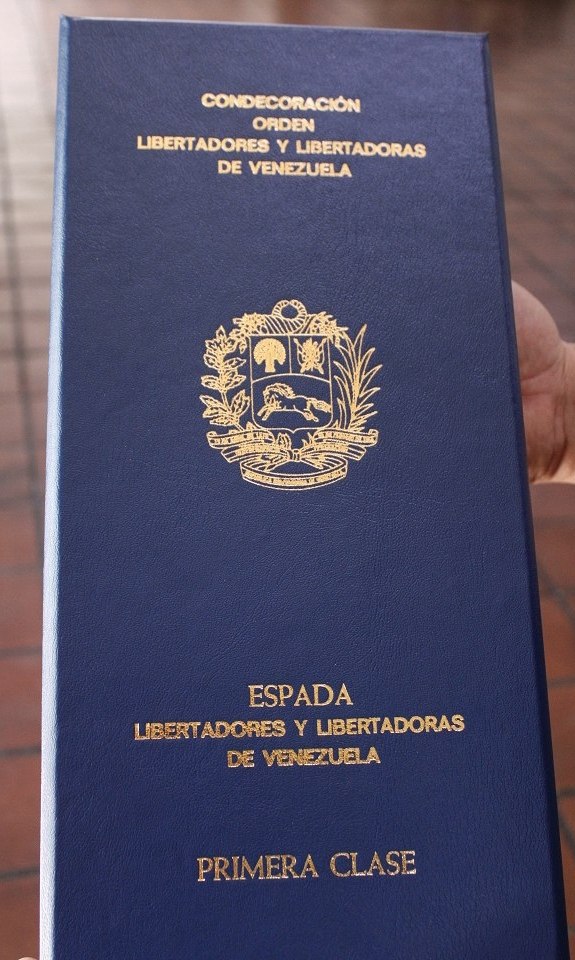 CONDECORACIÓN
ORDEN
LIBERTADORES Y LIBERTADORAS
DE VENEZUELA
ESPADA
LIBERTADORES Y LIBERTADORAS
DE VENEZUELA
PRIMERA CLASE